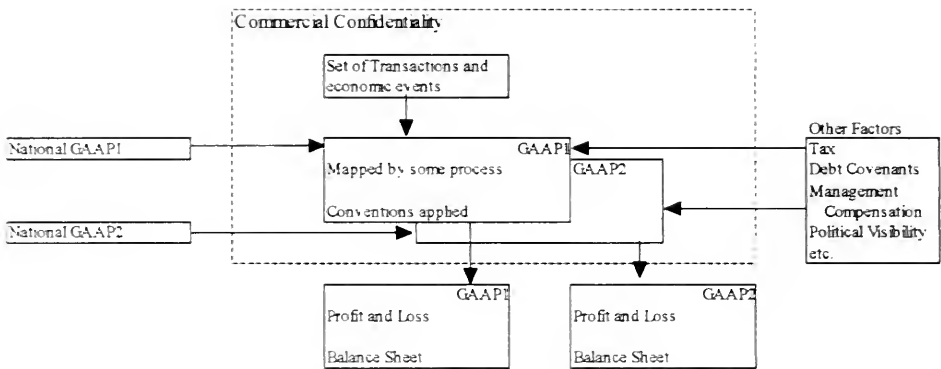 Commercial Confidentiality
Set of Transactions and
economic events
Other Factors
National GAAP1
GAAP1
Tax
Mapped by some process
GAAP2
Debt Covenants
Management
Conventions applied
Compensation
National GAAP2
Political Visibility
etc.
GAAP1
GAAP2
Profit and Loss
Profit and Loss
Balance Sheet
Balance Sheet